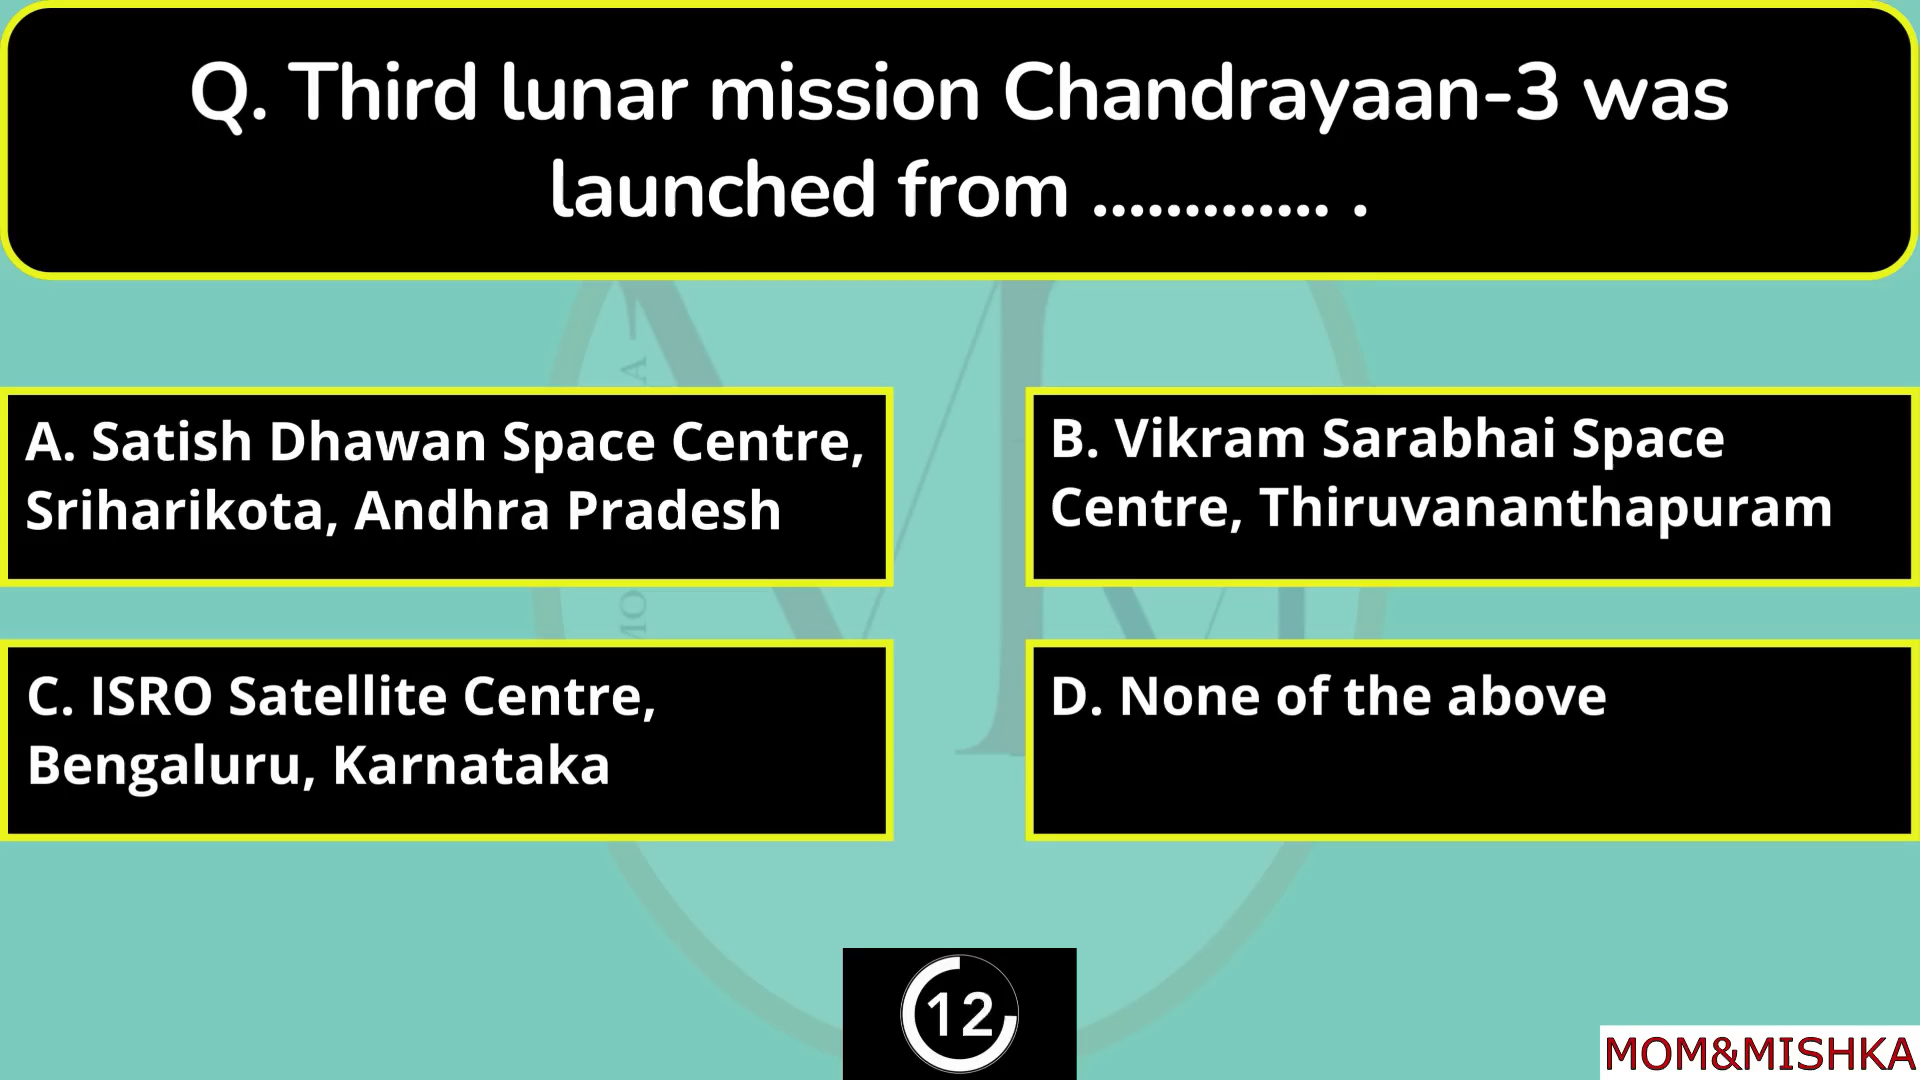 Q. Third lunar mission Chandrayaan-3 was
launched from ............. .
A. Satish Dhawan Space Centre,
Sriharikota, Andhra Pradesh
B. Vikram Sarabhai Space
Centre, Thiruvananthapuram
C. ISRO Satellite Centre,
Bengaluru, Karnataka
D. None of the above
12
MOM&MISHKA